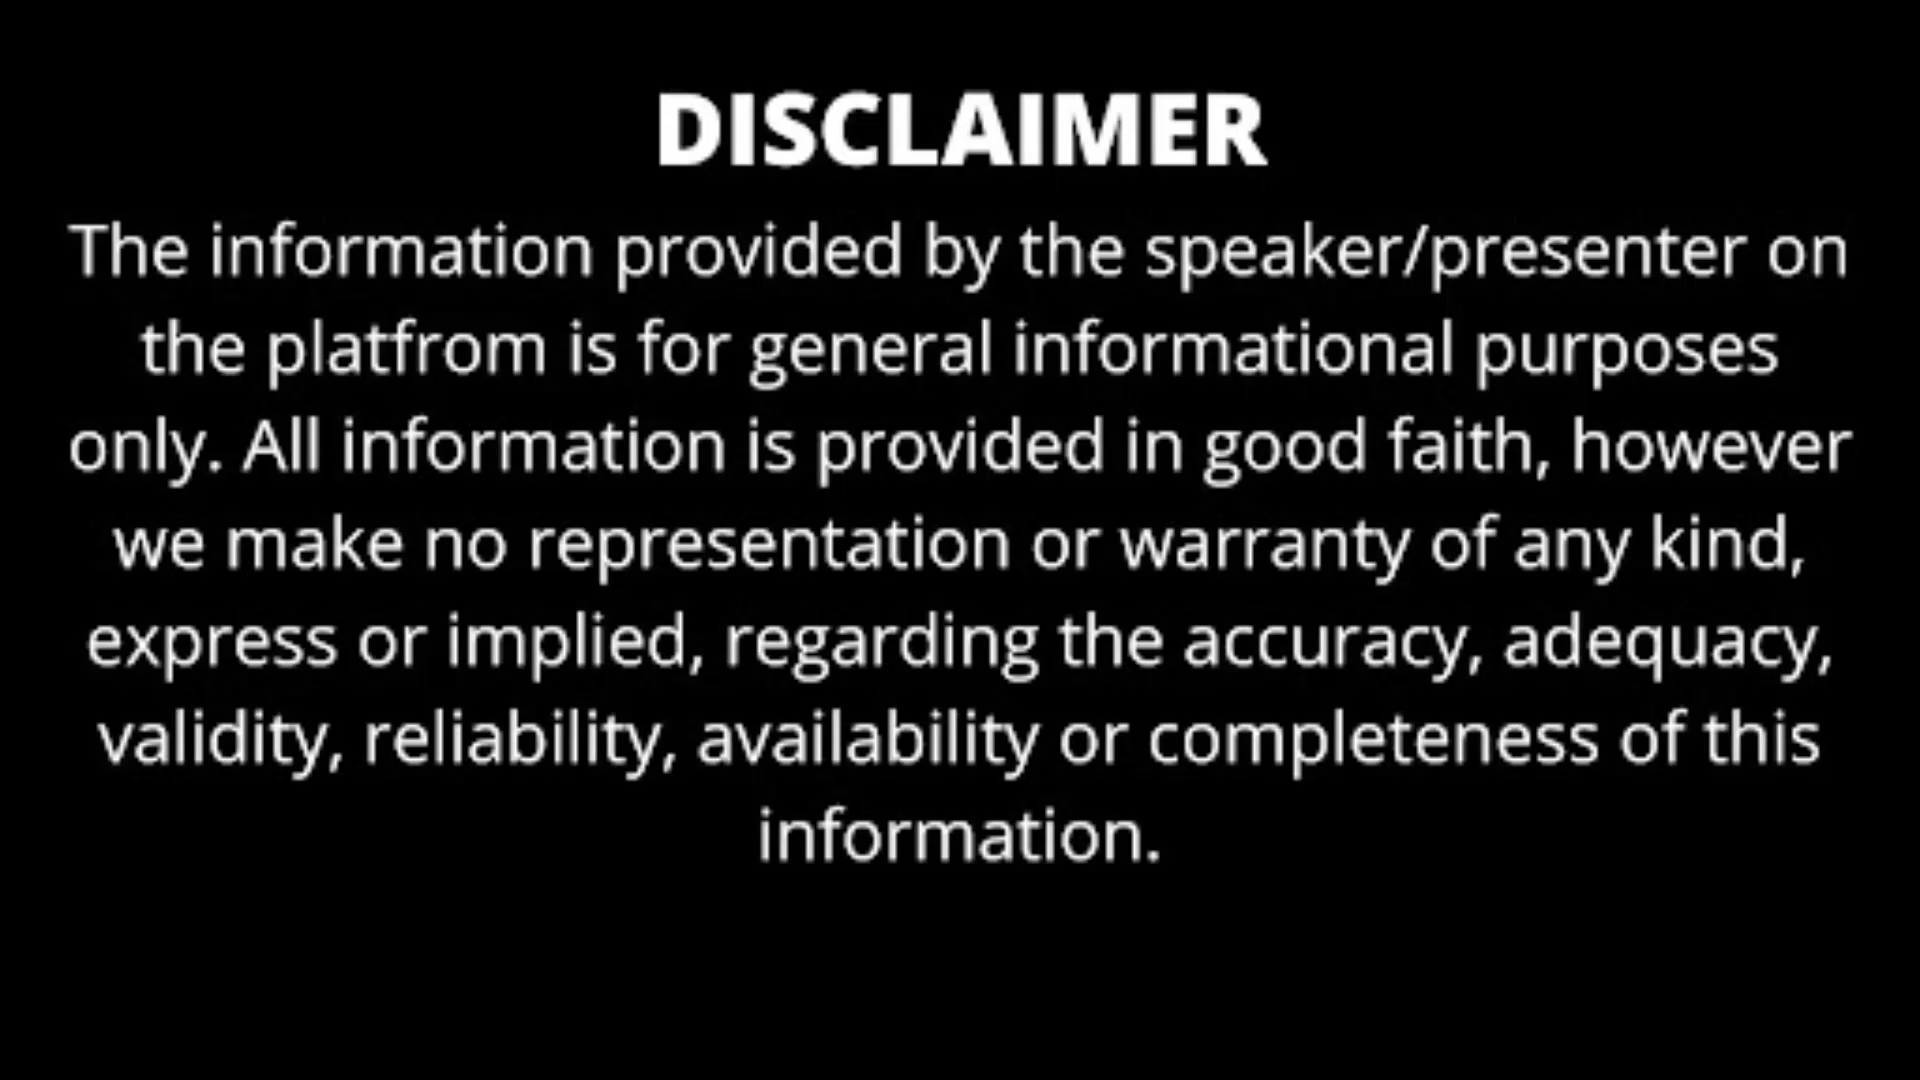 DISCLAIMER
The information provided by the speaker/presenter on
the platfrom is for general informational purposes
only. All information is provided in good faith, however
we make no representation or warranty of any kind,
express or implied, regarding the accuracy, adequacy,
validity, reliability, availability or completeness of this
information.